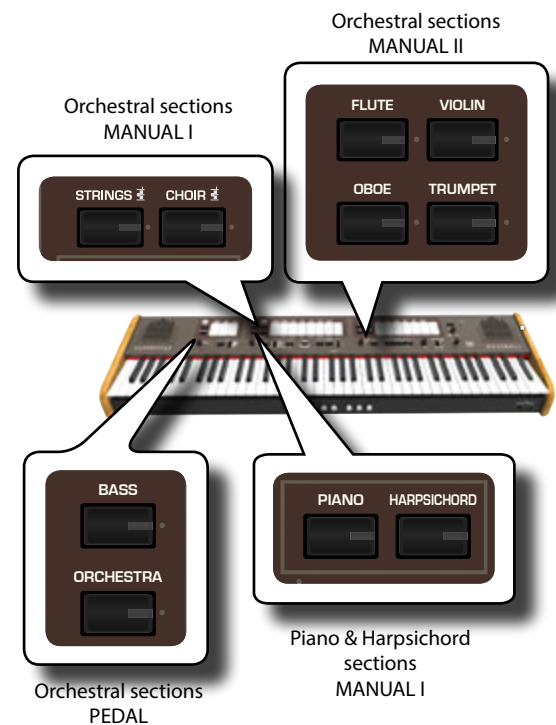 Orchestral sections
MANUAL II
FLUTE VIOLIN
OBOE TRUMPET
Orchestral sections
MANUAL I
STRINGS CHOIR
BASS
ORCHESTRA
Orchestral sections
PEDAL
PIANO HARPSICHORD
Piano & Harpsichord
sections
MANUAL I